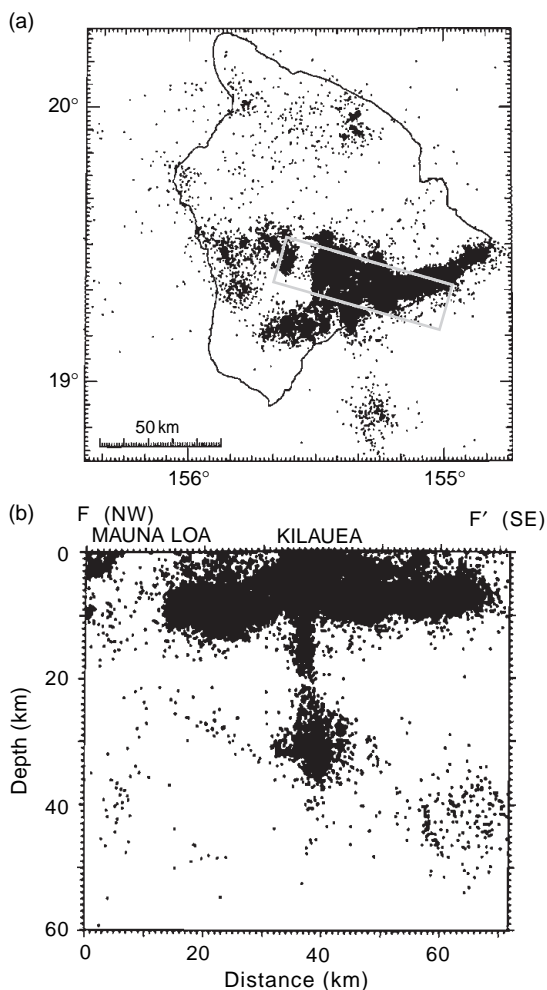 (a)
20°
19°
50 km
156°
155°
(b) F (NW) F′ (SE)
MAUNA LOA KILAUEA
0
20
40
60
Depth (km)
0 20 40 60
Distance (km)